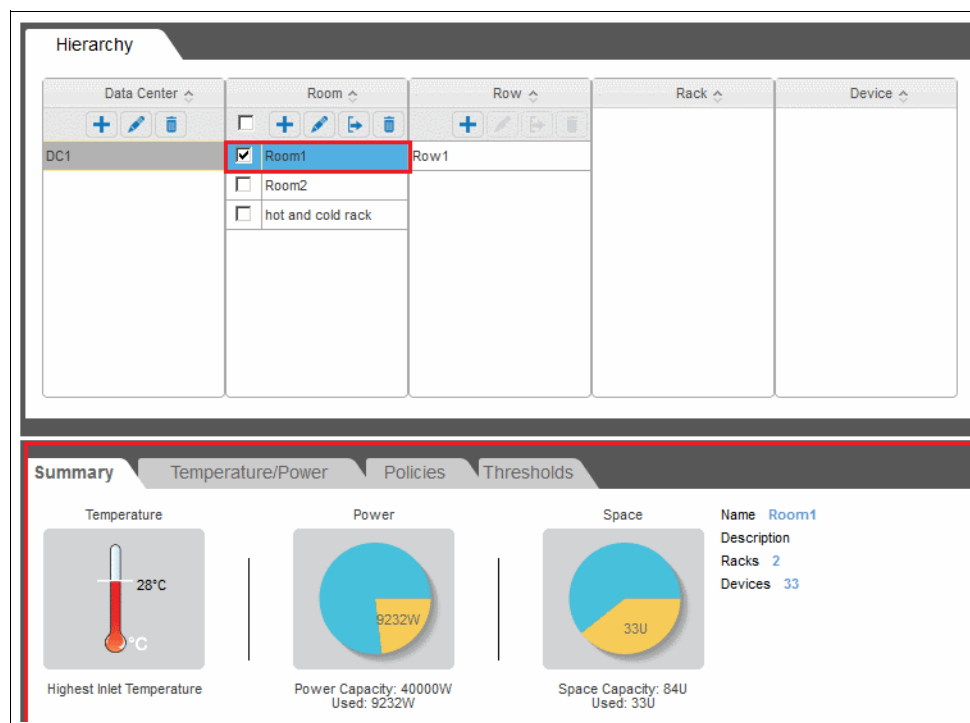 Hierarchy
Data Center Room Row Rack Device
DC1 Room1 Row1
Room2
hot and cold rack
Summary Temperature/Power Policies Thresholds
Temperature Power Space Name Room1
Description
Racks 2
28°C Devices 33
9232W 33U
°C
Highest Inlet Temperature Power Capacity: 40000W Space Capacity: 84U
Used: 9232W Used: 33U